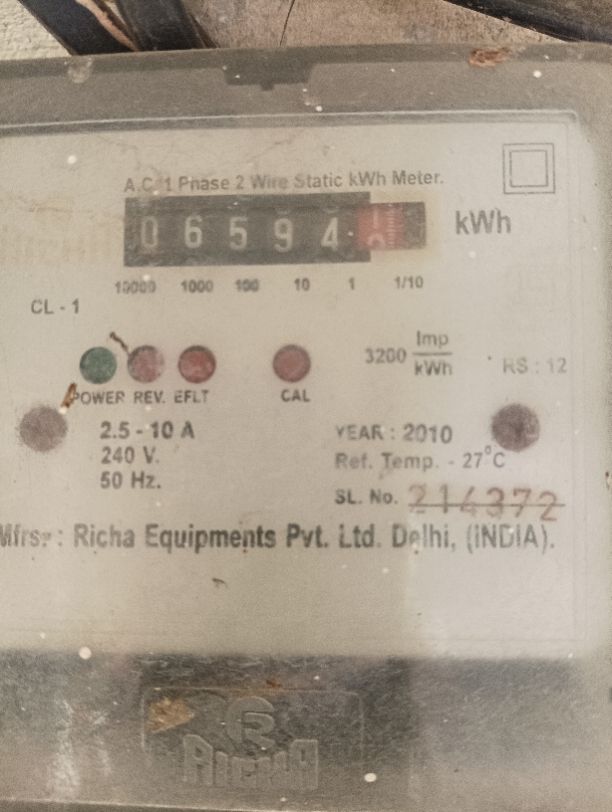 A.C. 1 Phase 2 Wire Static kWh Meter.
0 6 5 9 4 . kWh
10000 1000 100 10 1 1/10
CL - 1
3200 Imp
kWh
RS : 12
POWER REV. EFLT CAL
2.5 - 10 A
240 V.
50 Hz.
YEAR : 2010
Ref. Temp. - 27°C
SL. No. 214372
Mfrs. : Richa Equipments Pvt. Ltd. Delhi, (INDIA).
RICHA